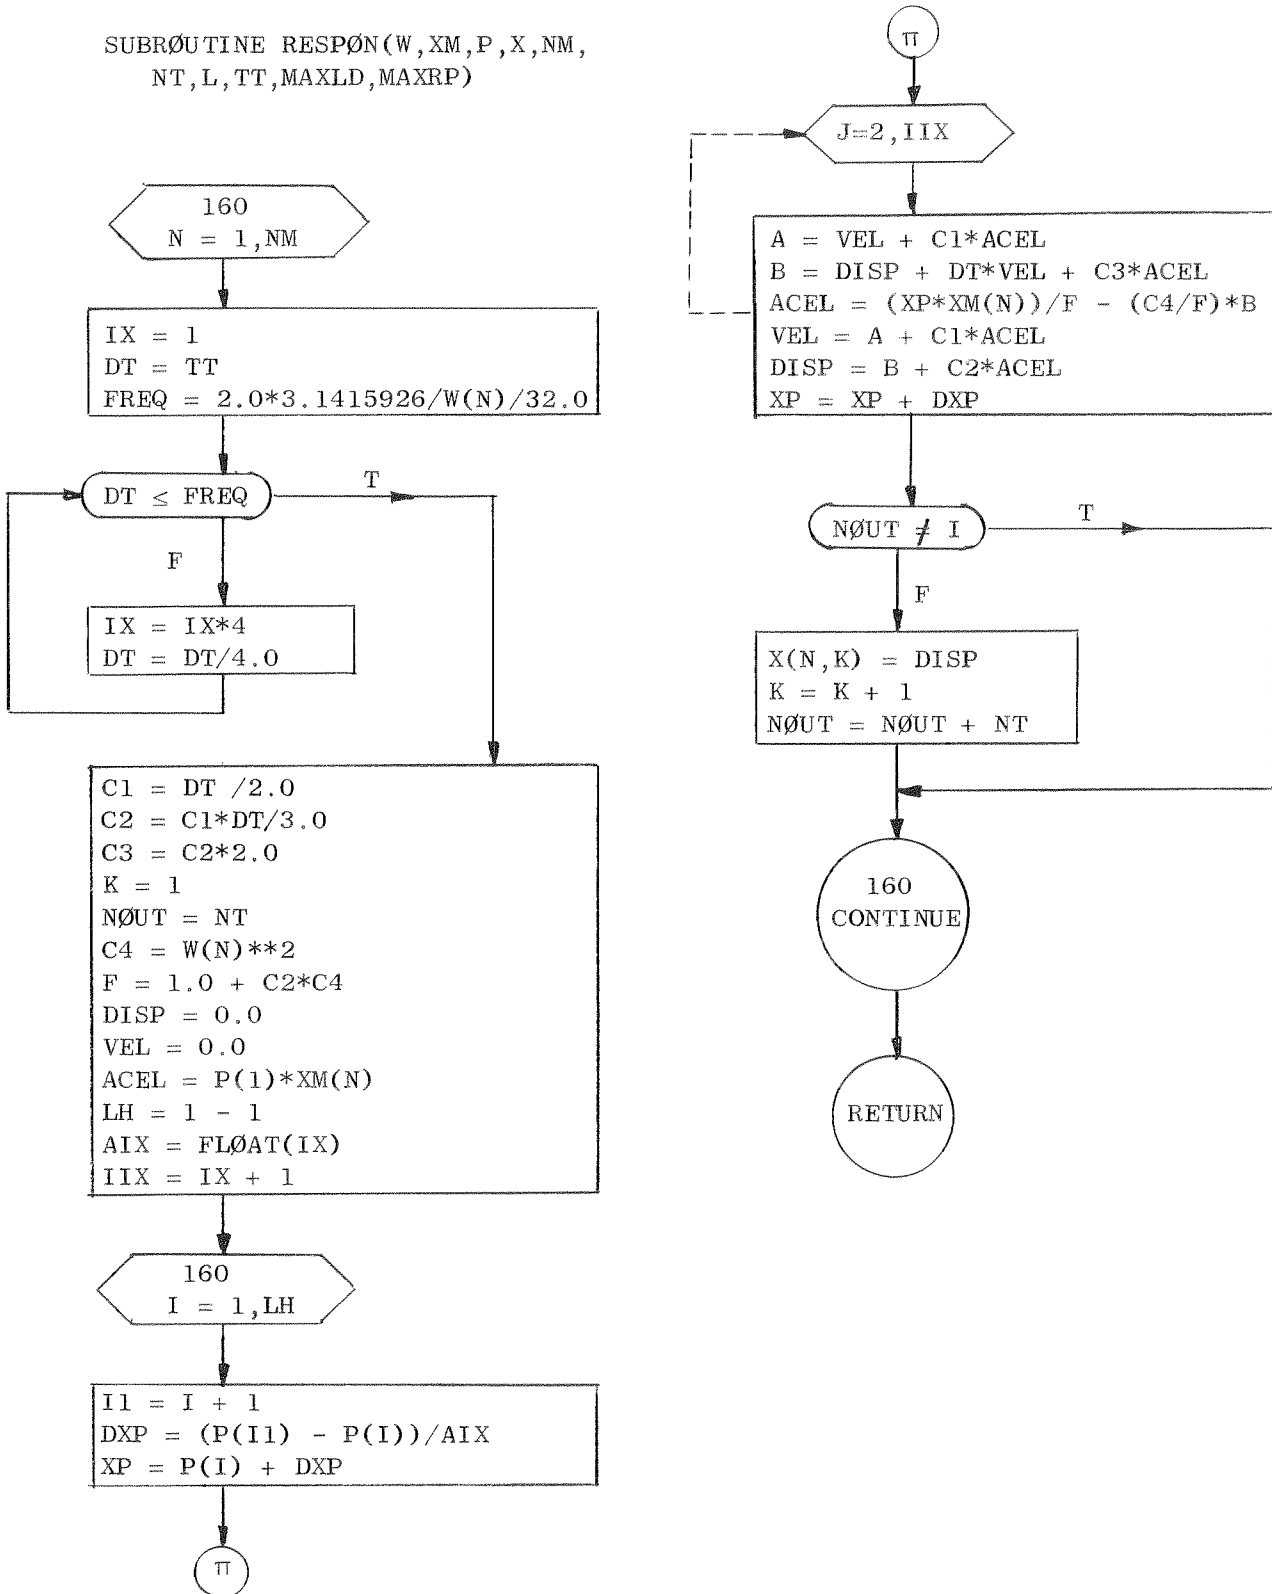 SUBRØUTINE RESPØN(W,XM,P,X,NM,
NT,L,TT,MAXLD,MAXRP)
160
N = 1,NM
IX = 1
DT = TT
FREQ = 2.0*3.1415926/W(N)/32.0
DT ≤ FREQ
T
F
IX = IX*4
DT = DT/4.0
C1 = DT /2.0
C2 = C1*DT/3.0
C3 = C2*2.0
K = 1
NØUT = NT
C4 = W(N)**2
F = 1.0 + C2*C4
DISP = 0.0
VEL = 0.0
ACEL = P(1)*XM(N)
LH = 1 - 1
AIX = FLØAT(IX)
IIX = IX + 1
160
I = 1,LH
I1 = I + 1
DXP = (P(I1) - P(I))/AIX
XP = P(I) + DXP
π
π
J=2,IIX
A = VEL + C1*ACEL
B = DISP + DT*VEL + C3*ACEL
ACEL = (XP*XM(N))/F - (C4/F)*B
VEL = A + C1*ACEL
DISP = B + C2*ACEL
XP = XP + DXP
NØUT ≠ I
T
F
X(N,K) = DISP
K = K + 1
NØUT = NØUT + NT
160
CONTINUE
RETURN